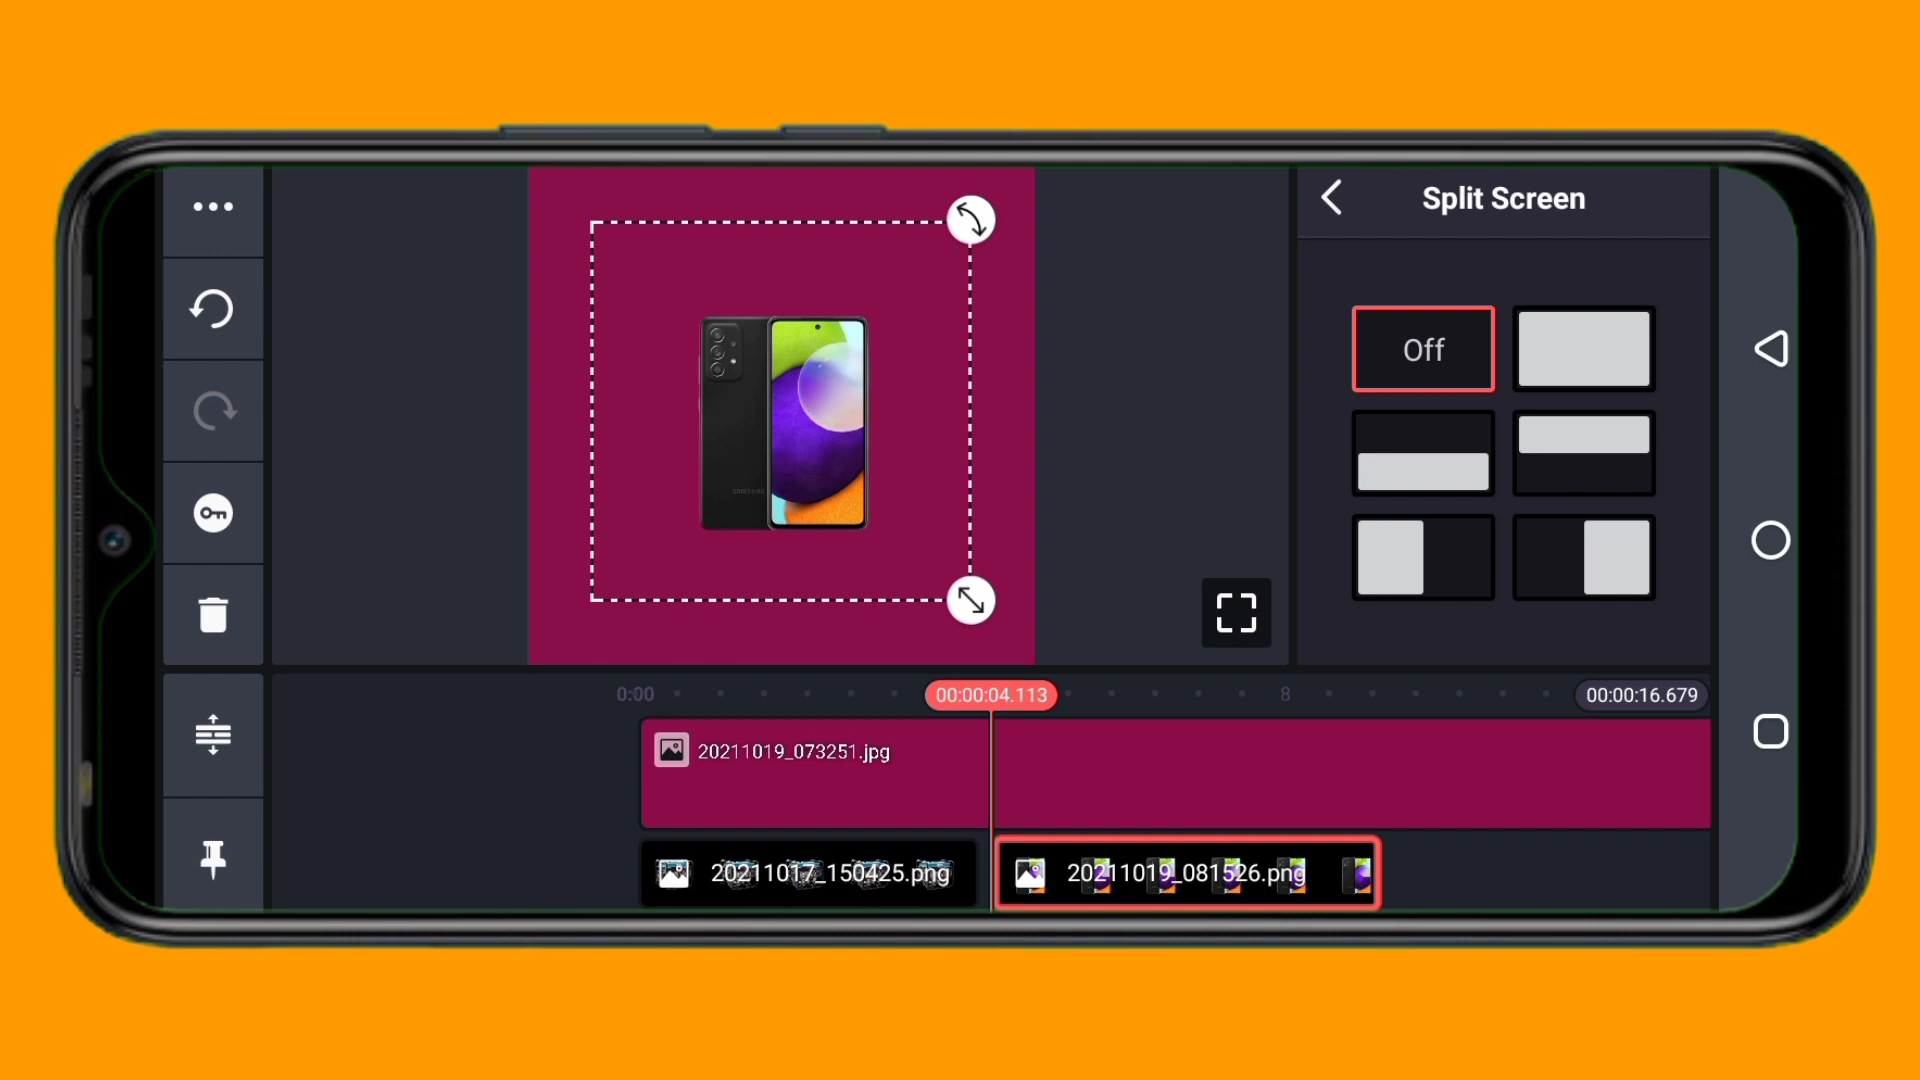 Split Screen
Off
SAMSUNG
0:00
00:00:04.113
8
00:00:16.679
20211019_073251.jpg
20211017_150425.png
20211019_081526.png